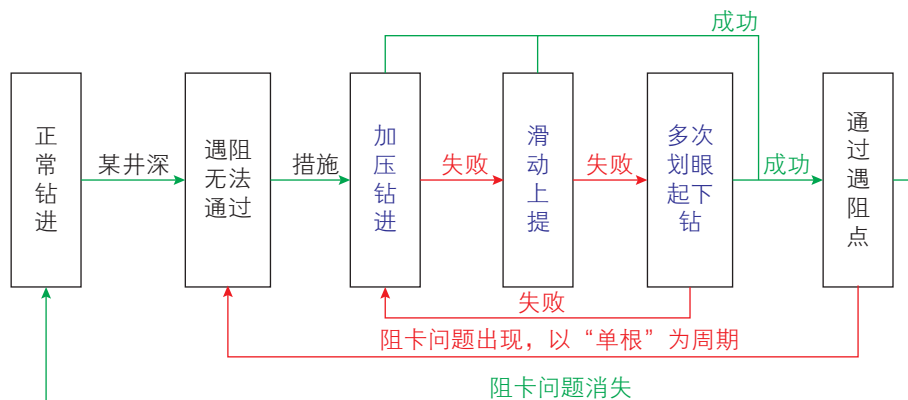 成功
正常钻进
某井深
遇阻
无法
通过
措施
加压钻进
失败
滑动上提
失败
多次
划眼
起下
钻
成功
通过遇阻点
失败
阻卡问题出现，以“单根”为周期
阻卡问题消失